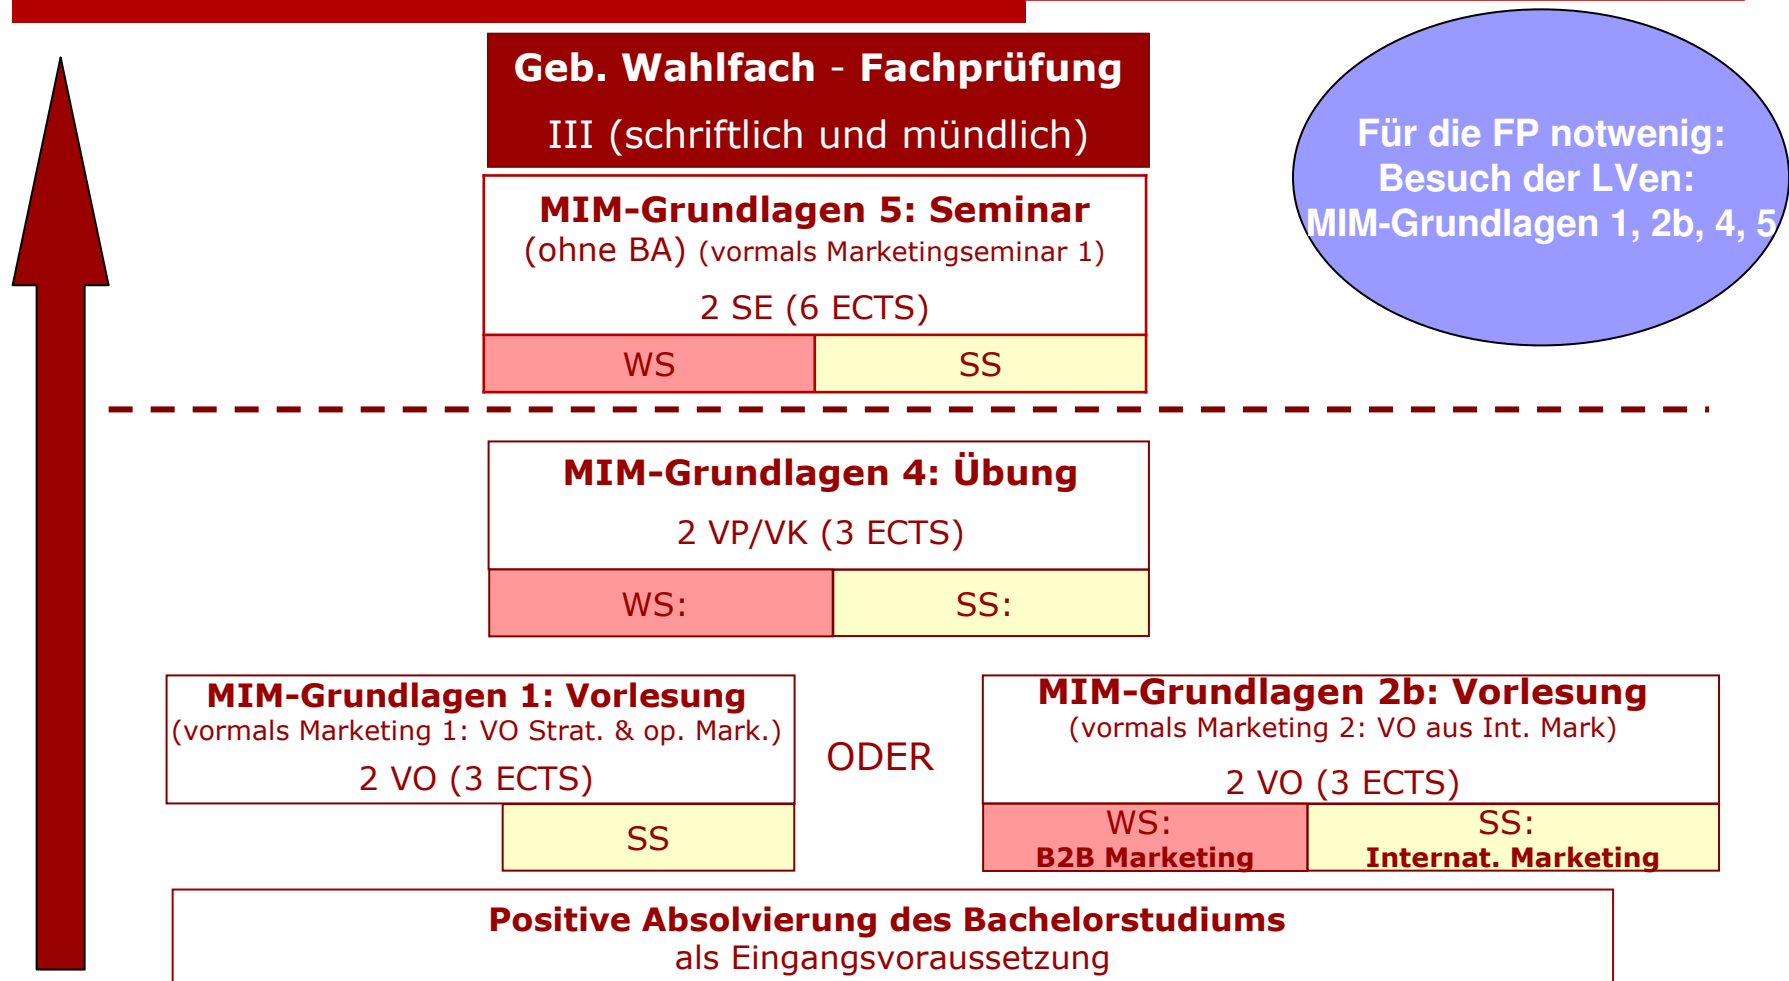 Geb. Wahlfach - Fachprüfung
III (schriftlich und mündlich)
Für die FP notwenig:
Besuch der LVen:
MIM-Grundlagen 1, 2b, 4, 5
MIM-Grundlagen 5: Seminar
(ohne BA) (vormals Marketingseminar 1)
2 SE (6 ECTS)
WS
SS
MIM-Grundlagen 4: Übung
2 VP/VK (3 ECTS)
WS:
SS:
MIM-Grundlagen 1: Vorlesung
(vormals Marketing 1: VO Strat. & op. Mark.)
2 VO (3 ECTS)
SS
ODER
MIM-Grundlagen 2b: Vorlesung
(vormals Marketing 2: VO aus Int. Mark)
2 VO (3 ECTS)
WS:
B2B Marketing
SS:
Internat. Marketing
Positive Absolvierung des Bachelorstudiums
als Eingangsvoraussetzung